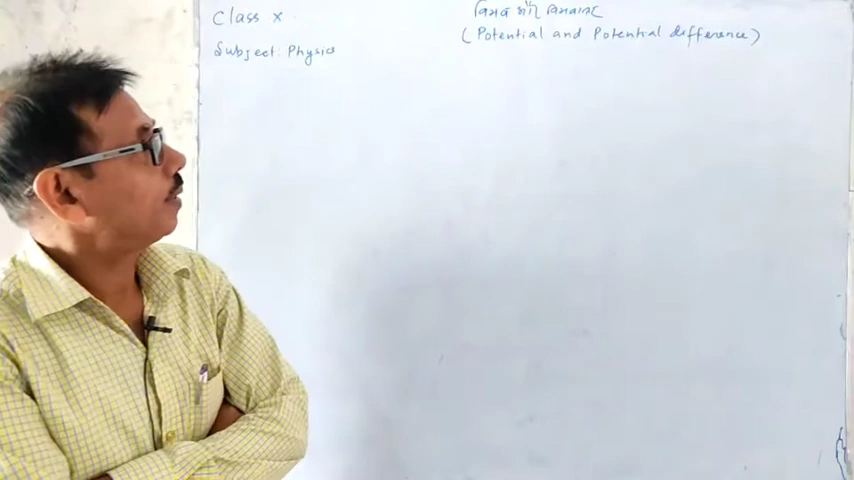 Class X.
विभव और विभवान्तर
Subject: Physics
(Potential and Potential difference)